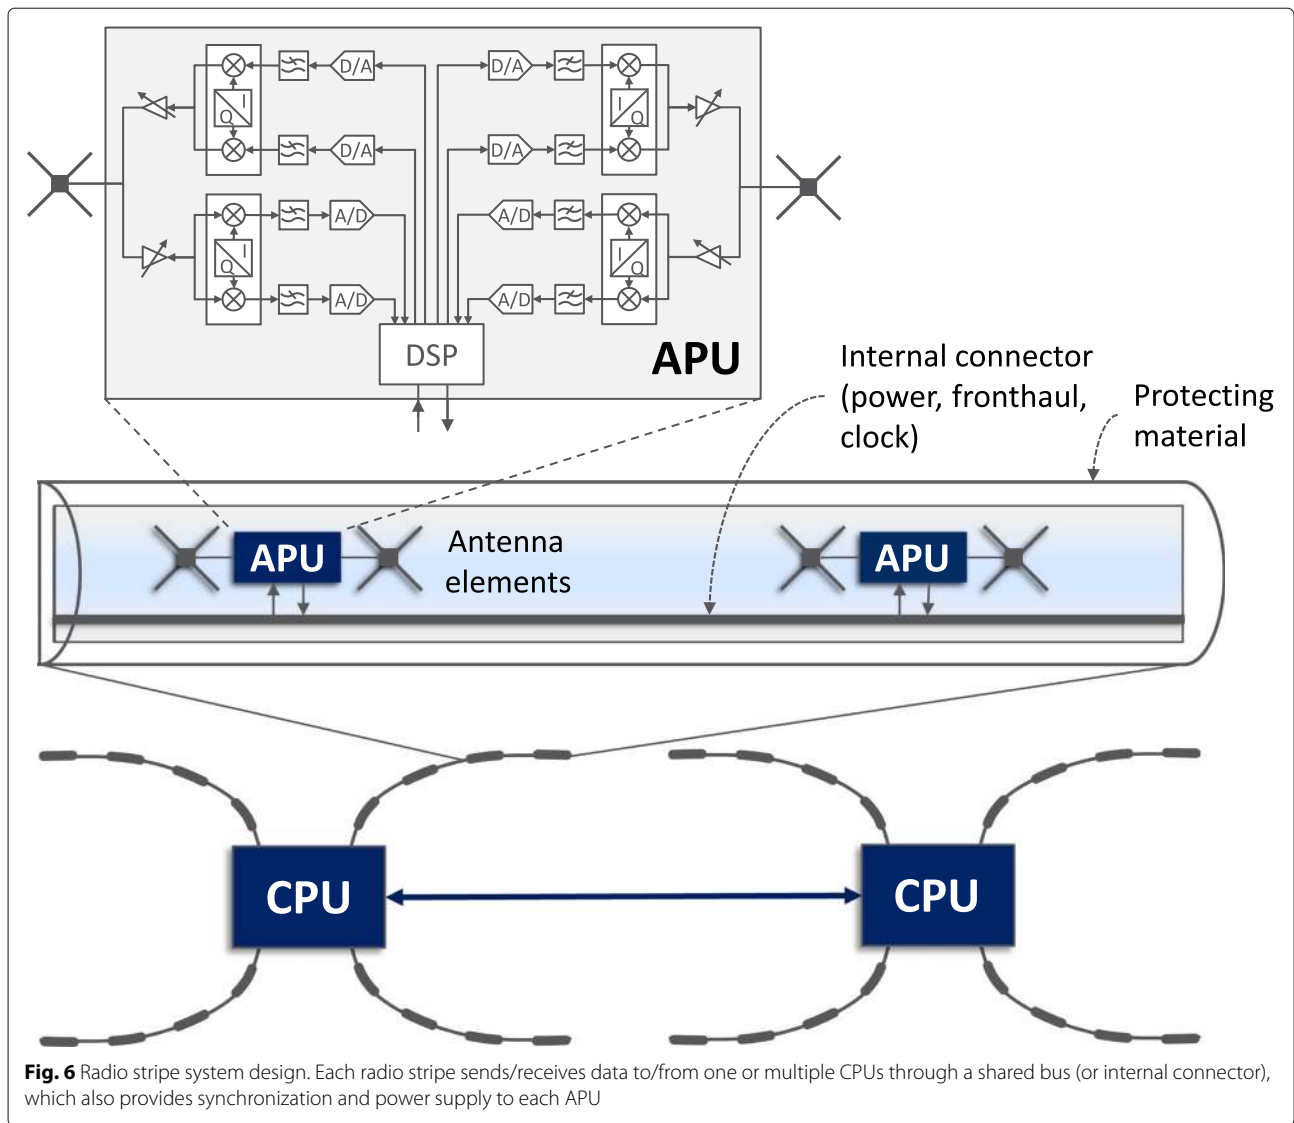 D/A
D/A
I
Q
I
Q
D/A
D/A
A/D
A/D
I
Q
I
Q
A/D
A/D
DSP
APU
Internal connector
(power, fronthaul,
clock)
Protecting
material
APU
Antenna
elements
APU
CPU
CPU
Fig. 6 Radio stripe system design. Each radio stripe sends/receives data to/from one or multiple CPUs through a shared bus (or internal connector),
which also provides synchronization and power supply to each APU